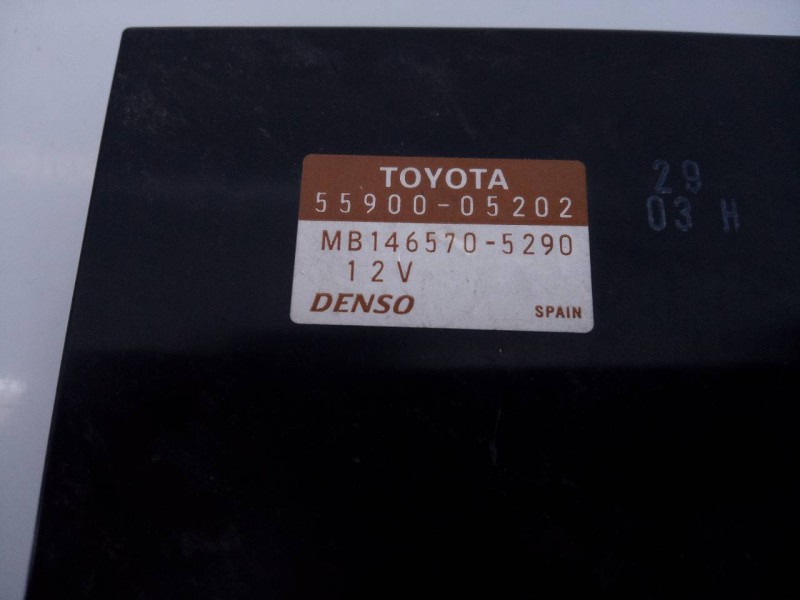 TOYOTA
55900-05202
MB146570-5290
12V
DENSO SPAIN
29
03 H